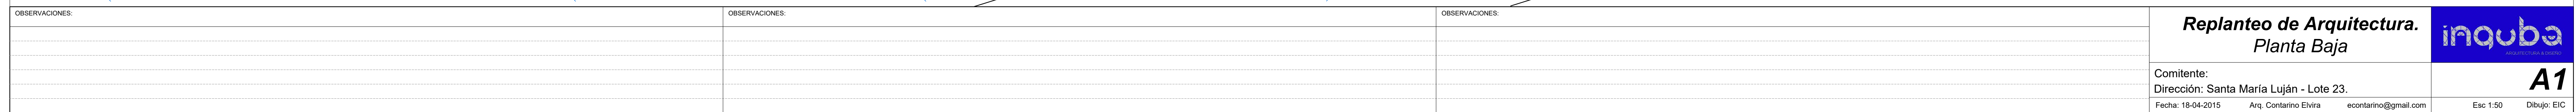 OBSERVACIONES:
OBSERVACIONES:
OBSERVACIONES:
Replanteo de Arquitectura.
Planta Baja
inquba
ARQUITECTURA & DISEÑO
Comitente:
Dirección: Santa María Luján - Lote 23.
A1
Fecha: 18-04-2015 Arq. Contarino Elvira econtarino@gmail.com Esc 1:50 Dibujo: EIC